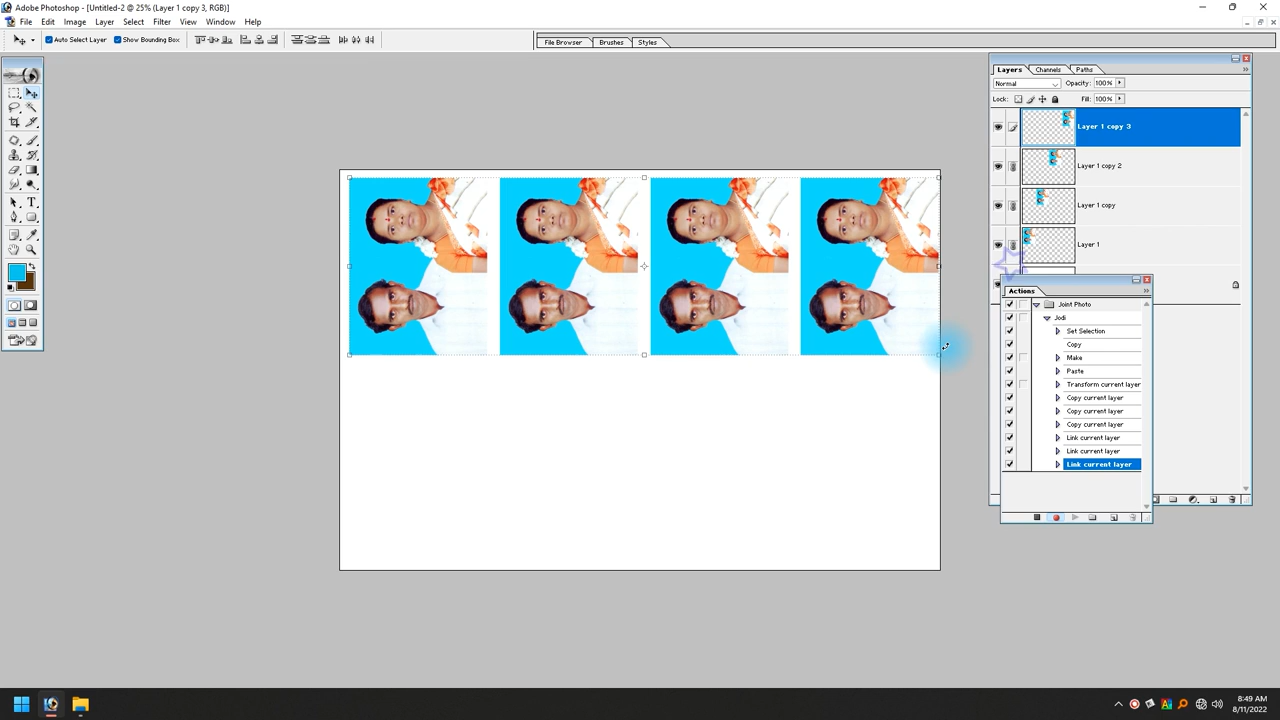 Adobe Photoshop - [Untitled-2 @ 25% (Layer 1 copy 3, RGB)]
File Edit Image Layer Select Filter View Window Help
Auto Select Layer Show Bounding Box File Browser Brushes Styles
Layers Channels Paths
Normal Opacity: 100%
Lock: Fill: 100%
Layer 1 copy 3
Layer 1 copy 2
Layer 1 copy
Layer 1
Actions
Joint Photo
Jodi
Set Selection
Copy
Make
Paste
Transform current layer
Copy current layer
Copy current layer
Copy current layer
Link current layer
Link current layer
Link current layer
8:49 AM
8/11/2022